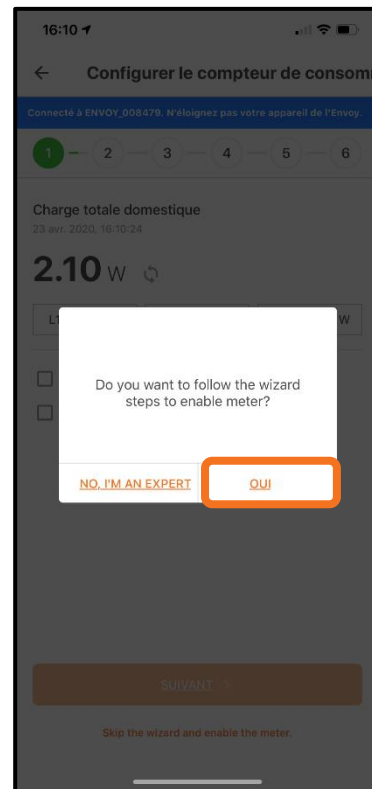 16:10
Configurer le compteur de consom
Connecté à ENVOY_008479. N'éloignez pas votre appareil de l'Envoy.
1 2 3 4 5 6
Charge totale domestique
23 avr. 2020, 16:10:24
2.10 W
L1 W
Do you want to follow the wizard
steps to enable meter?
NO, I'M AN EXPERT OUI
SUIVANT
Skip the wizard and enable the meter.